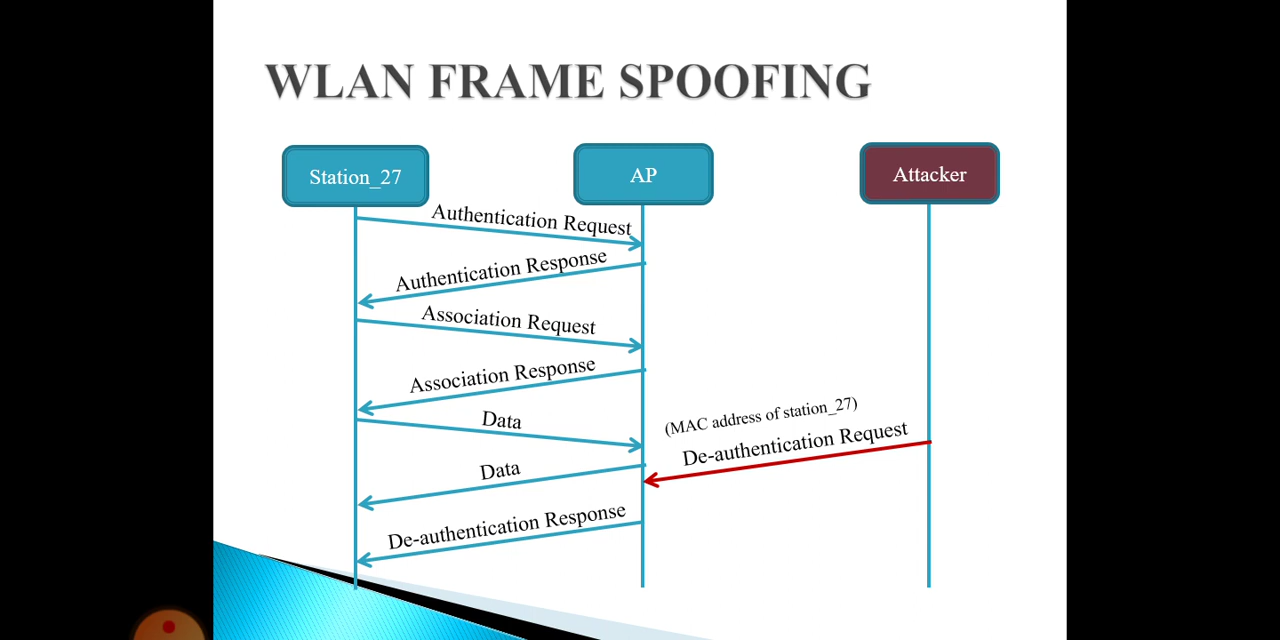 WLAN FRAME SPOOFING
Station_27
AP
Attacker
Authentication Request
Authentication Response
Association Request
Association Response
Data
(MAC address of station_27)
De-authentication Request
Data
De-authentication Response